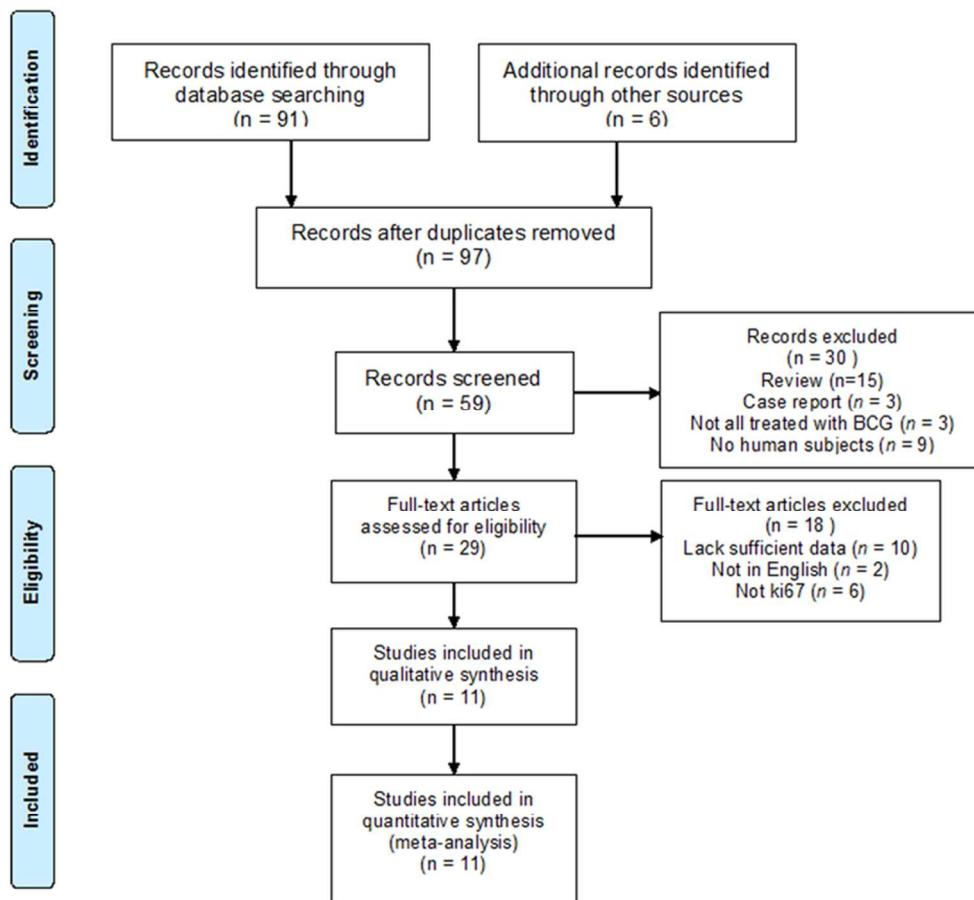 Identification
Records identified through
database searching
(n = 91)
Additional records identified
through other sources
(n = 6)
Records after duplicates removed
(n = 97)
Screening
Records screened
(n = 59)
Records excluded
(n = 30 )
Review (n=15)
Case report (n = 3)
Not all treated with BCG (n = 3)
No human subjects (n = 9)
Eligibility
Full-text articles
assessed for eligibility
(n = 29)
Full-text articles excluded
(n = 18 )
Lack sufficient data (n = 10)
Not in English (n = 2)
Not ki67 (n = 6)
Studies included in
qualitative synthesis
(n = 11)
Included
Studies included in
quantitative synthesis
(meta-analysis)
(n = 11)